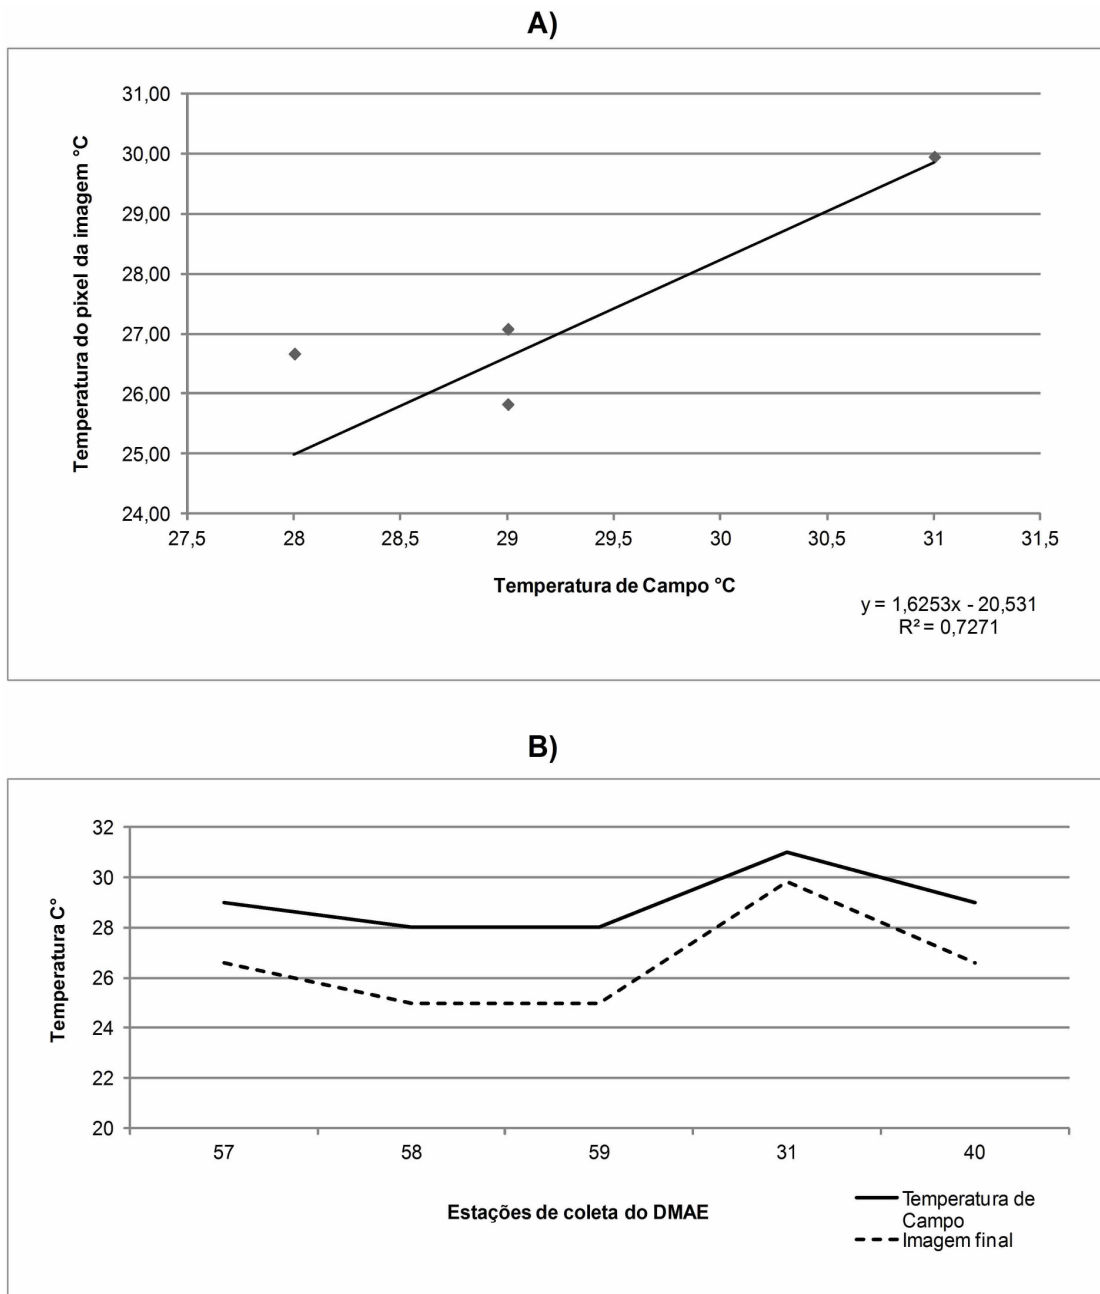 A)
31,00
30,00
29,00
28,00
27,00
26,00
25,00
24,00
Temperatura do pixel da imagem °C
27,5 28 28,5 29 29,5 30 30,5 31 31,5
Temperatura de Campo °C
y = 1,6253x - 20,531
R² = 0,7271
B)
32
30
28
26
24
22
20
Temperatura C°
57 58 59 31 40
Estações de coleta do DMAE
Temperatura de
Campo
Imagem final